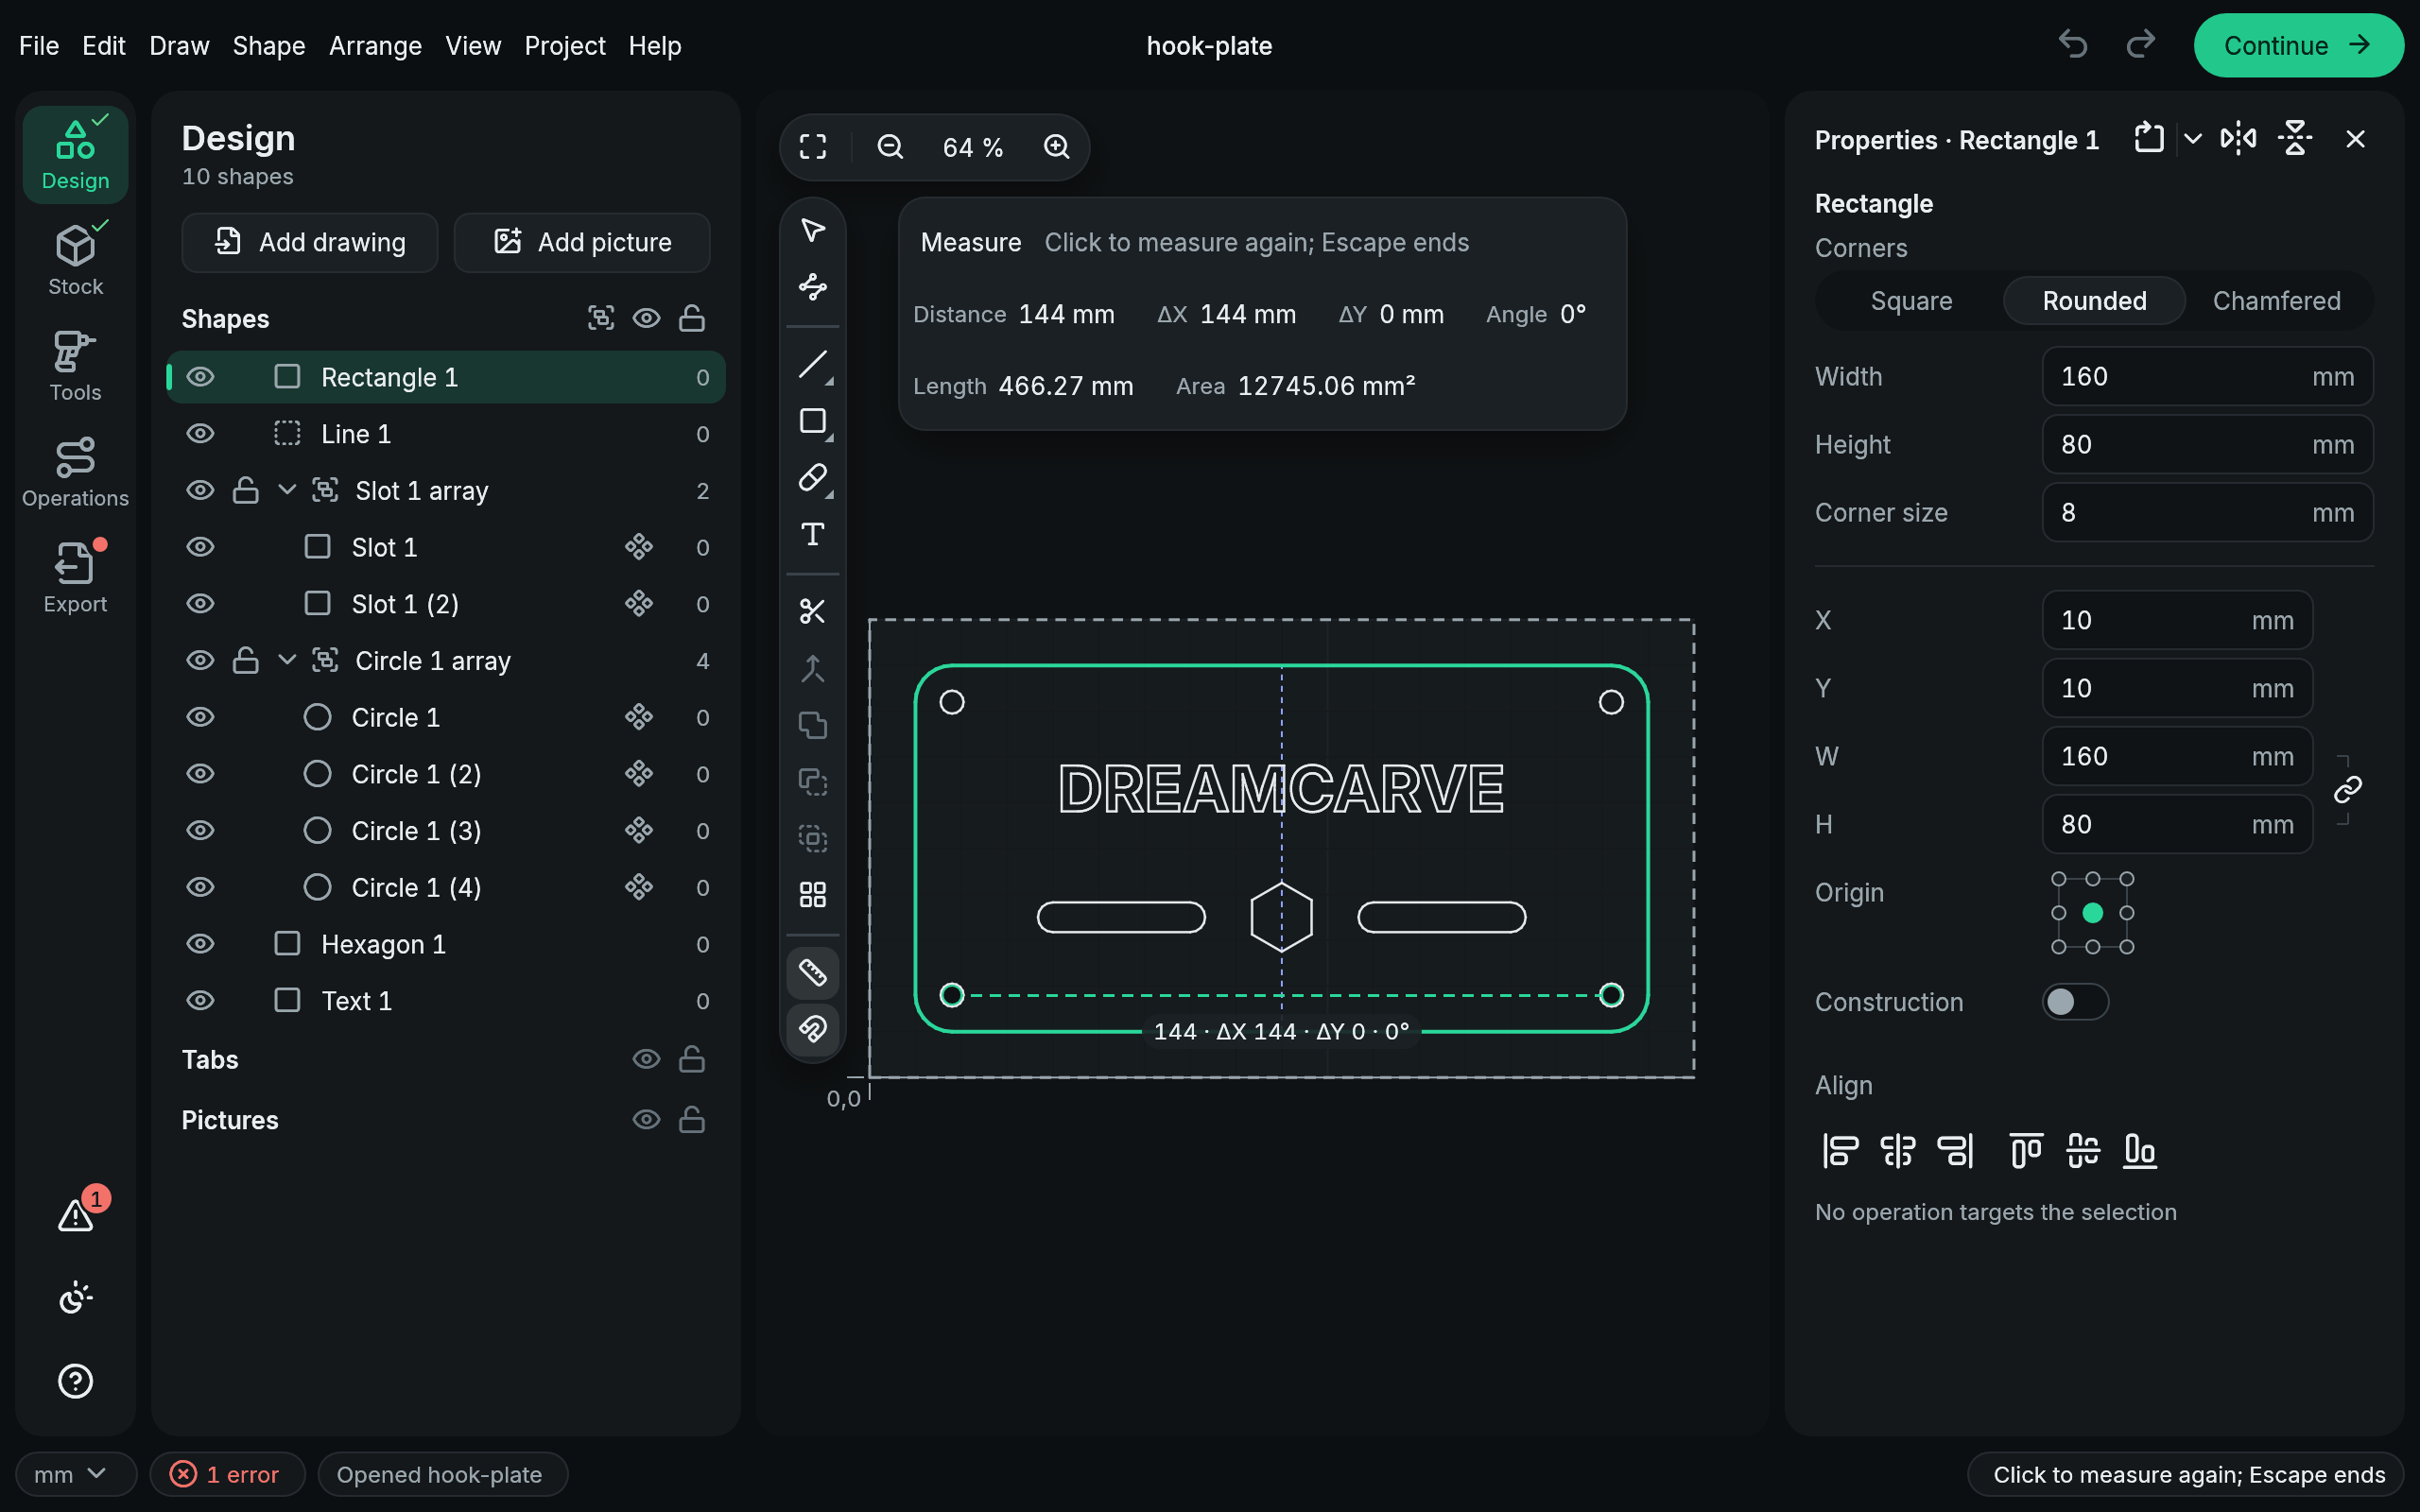 File Edit Draw Shape Arrange View Project Help
hook-plate
Continue
Design
Stock
Tools
Operations
Export
1
Design
10 shapes
Add drawing
Add picture
Shapes
Rectangle 1 0
Line 1 0
Slot 1 array 2
Slot 1 0
Slot 1 (2) 0
Circle 1 array 4
Circle 1 0
Circle 1 (2) 0
Circle 1 (3) 0
Circle 1 (4) 0
Hexagon 1 0
Text 1 0
Tabs
Pictures
64 %
Measure Click to measure again; Escape ends
Distance 144 mm ΔX 144 mm ΔY 0 mm Angle 0°
Length 466.27 mm Area 12745.06 mm²
DREAMCARVE
144 · ΔX 144 · ΔY 0 · 0°
0,0
Properties · Rectangle 1
Rectangle
Corners
Square Rounded Chamfered
Width 160 mm
Height 80 mm
Corner size 8 mm
X 10 mm
Y 10 mm
W 160 mm
H 80 mm
Origin
Construction
Align
No operation targets the selection
mm
1 error
Opened hook-plate
Click to measure again; Escape ends